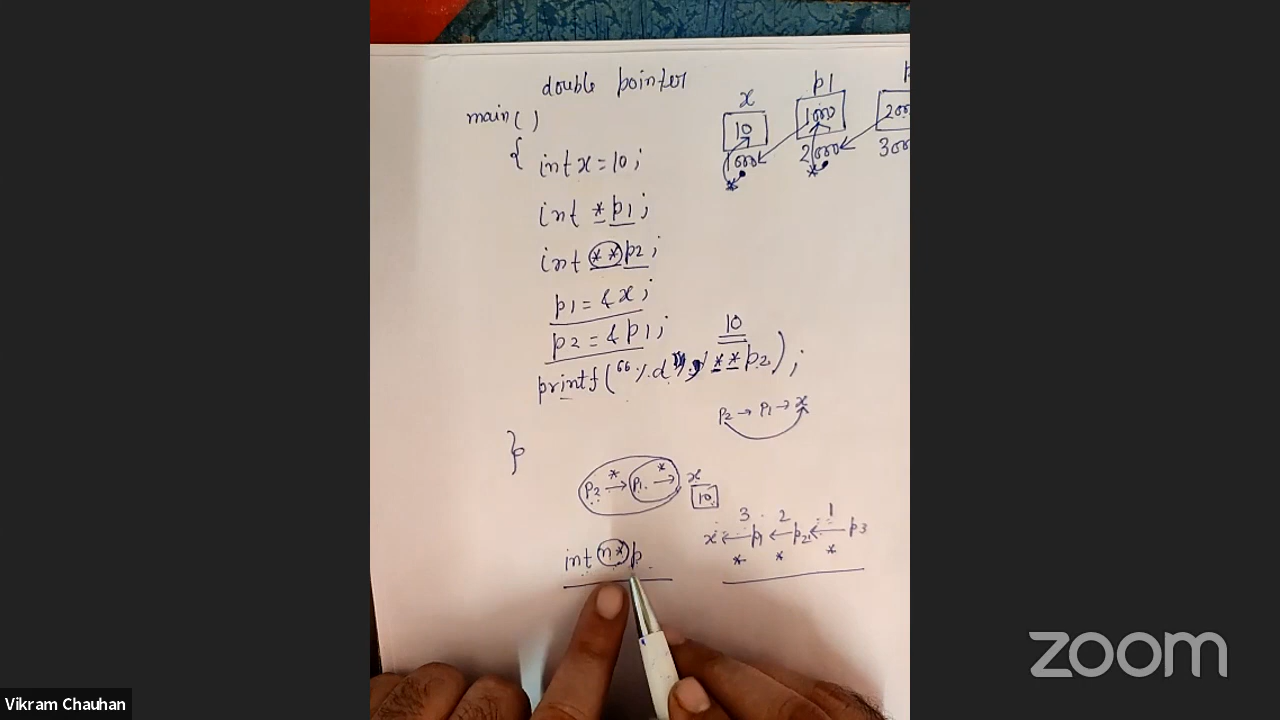 double pointer
main( )
{
int x = 10 ;
int *p1 ;
int **p2 ;
p1 = &x ;
p2 = &p1 ;
10
printf( " %d ", **p2 ) ;
}
x p1
10 1000 200
1000 2000 300
* *
p2 → p1 → x
* *
p2 → p1 → x
10
3 2 1
x ← p1 ← p2 ← p3
* * *
int n* p
zoom
Vikram Chauhan